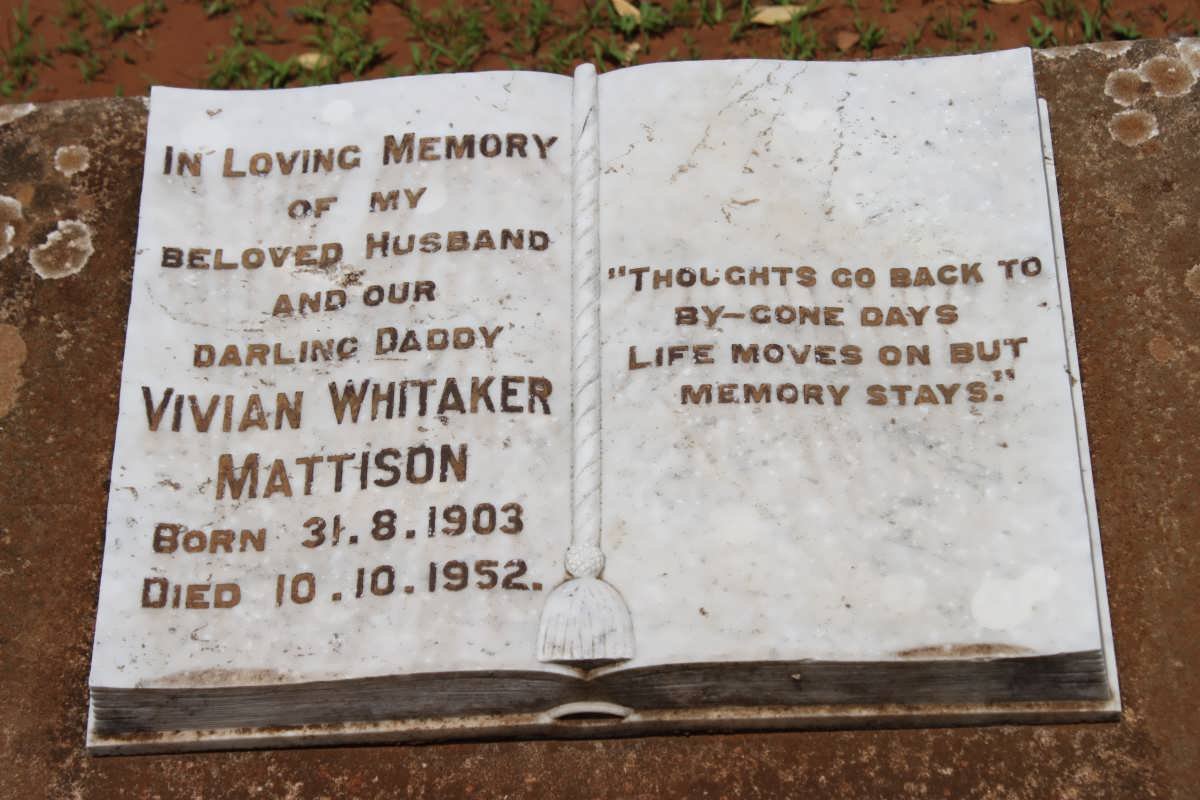 IN LOVING MEMORY
OF MY
BELOVED HUSBAND
AND OUR
DARLING DADDY
VIVIAN WHITAKER
MATTISON
BORN 31.8.1903
DIED 10.10.1952.
"THOUGHTS GO BACK TO
BY-GONE DAYS
LIFE MOVES ON BUT
MEMORY STAYS."